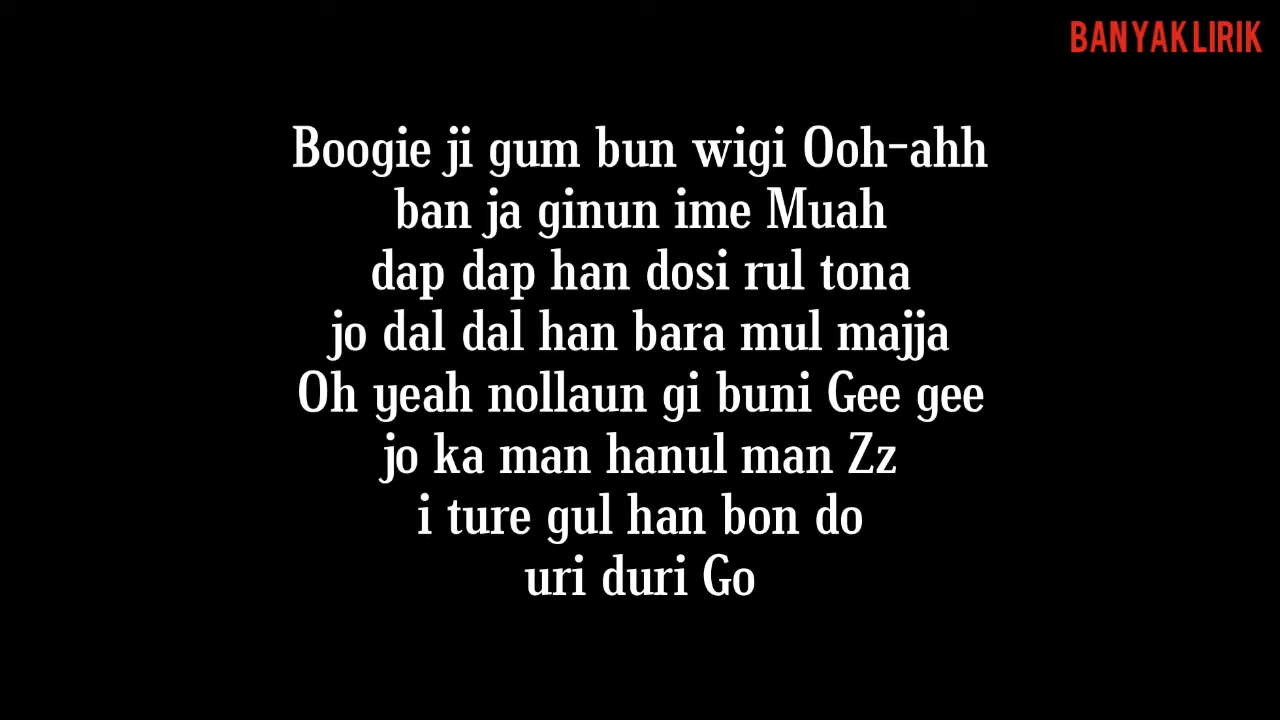 BANYAKLIRIK
Boogie ji gum bun wigi Ooh-ahh
ban ja ginun ime Muah
dap dap han dosi rul tona
jo dal dal han bara mul majja
Oh yeah nollaun gi buni Gee gee
jo ka man hanul man Zz
i ture gul han bon do
uri duri Go